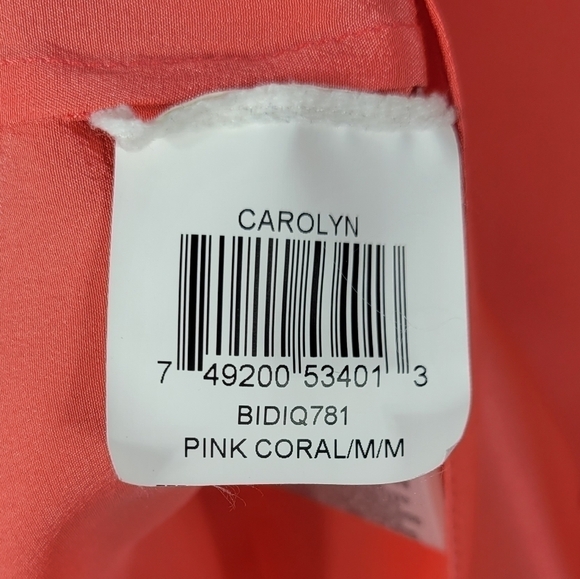 CAROLYN
7 49200 53401 3
BIDIQ781
PINK CORAL/M/M